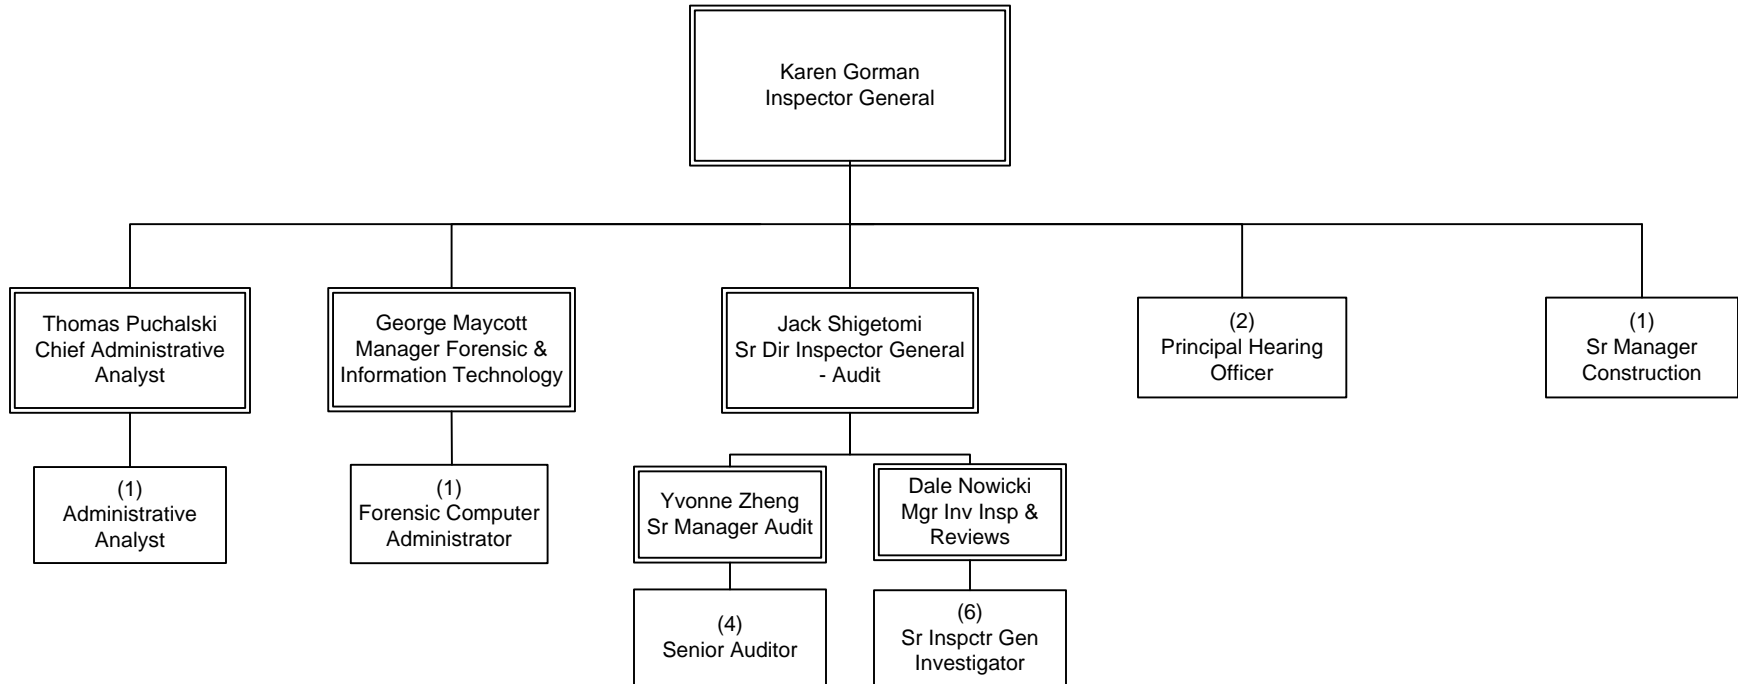 Karen Gorman
Inspector General
Thomas Puchalski
Chief Administrative
Analyst
George Maycott
Manager Forensic &
Information Technology
Jack Shigetomi
Sr Dir Inspector General
- Audit
(2)
Principal Hearing
Officer
(1)
Sr Manager
Construction
(1)
Administrative
Analyst
(1)
Forensic Computer
Administrator
Yvonne Zheng
Sr Manager Audit
Dale Nowicki
Mgr Inv Insp &
Reviews
(4)
Senior Auditor
(6)
Sr Inspctr Gen
Investigator